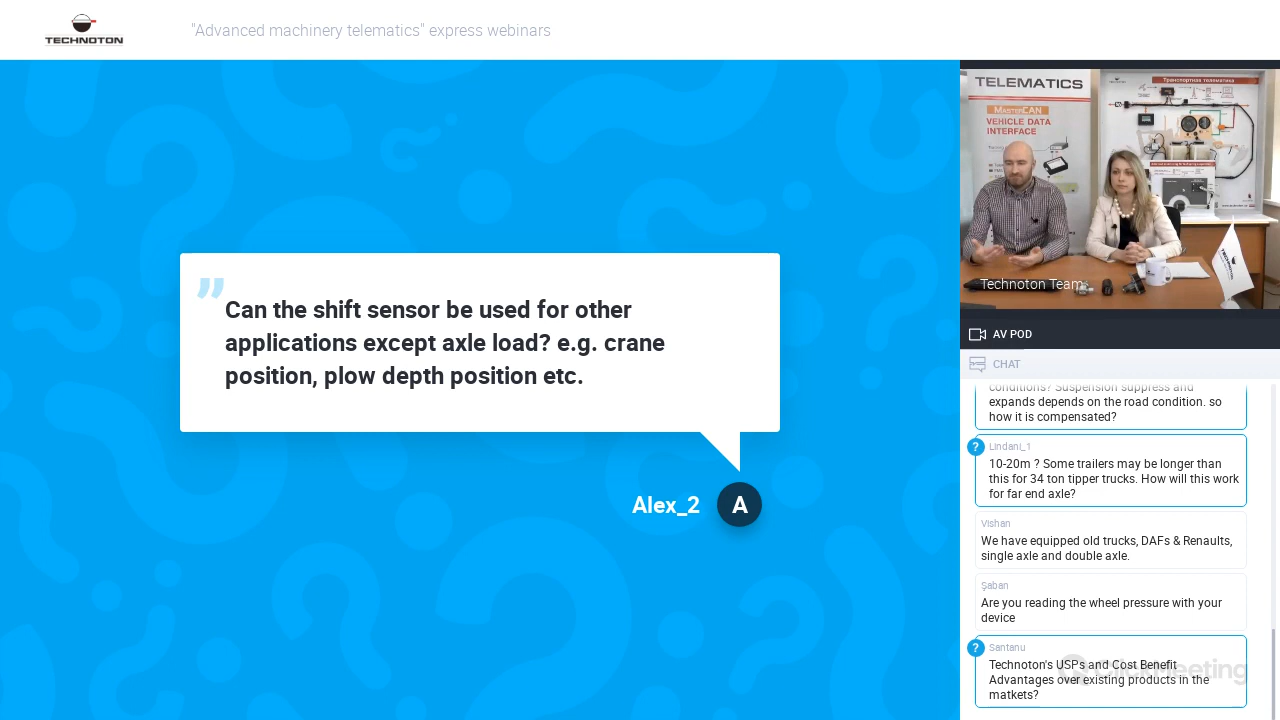 TECHNOTON
"Advanced machinery telematics" express webinars
”
Can the shift sensor be used for other
applications except axle load? e.g. crane
position, plow depth position etc.
Alex_2
A
TELEMATICS
MASTERCAN
VEHICLE DATA
INTERFACE
Транспортная телематика
TECHNOTON
Technoton Team
AV POD
CHAT
conditions? Suspension suppress and
expands depends on the road condition. so
how it is compensated?
?
Lindani_1
10-20m ? Some trailers may be longer than
this for 34 ton tipper trucks. How will this work
for far end axle?
Vishan
We have equipped old trucks, DAFs & Renaults,
single axle and double axle.
Şaban
Are you reading the wheel pressure with your
device
?
Santanu
Technoton's USPs and Cost Benefit
Advantages over existing products in the
matkets?
ClickMeeting